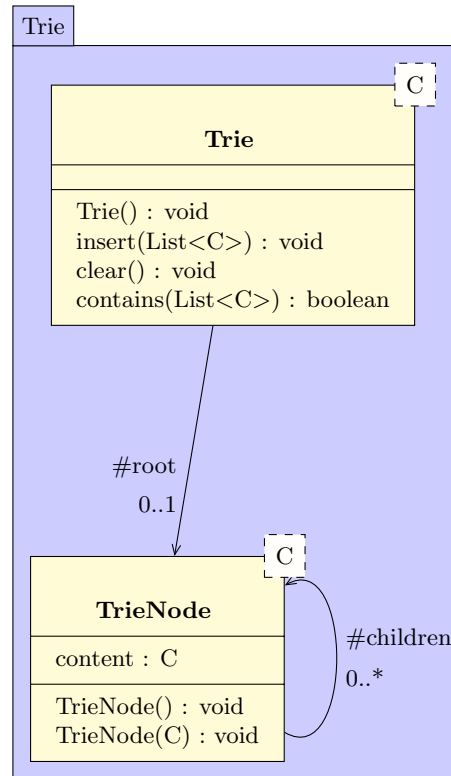 Trie
C
Trie
Trie() : void
insert(List<C>) : void
clear() : void
contains(List<C>) : boolean
#root
0..1
C
TrieNode
content : C
TrieNode() : void
TrieNode(C) : void
#children
0..*